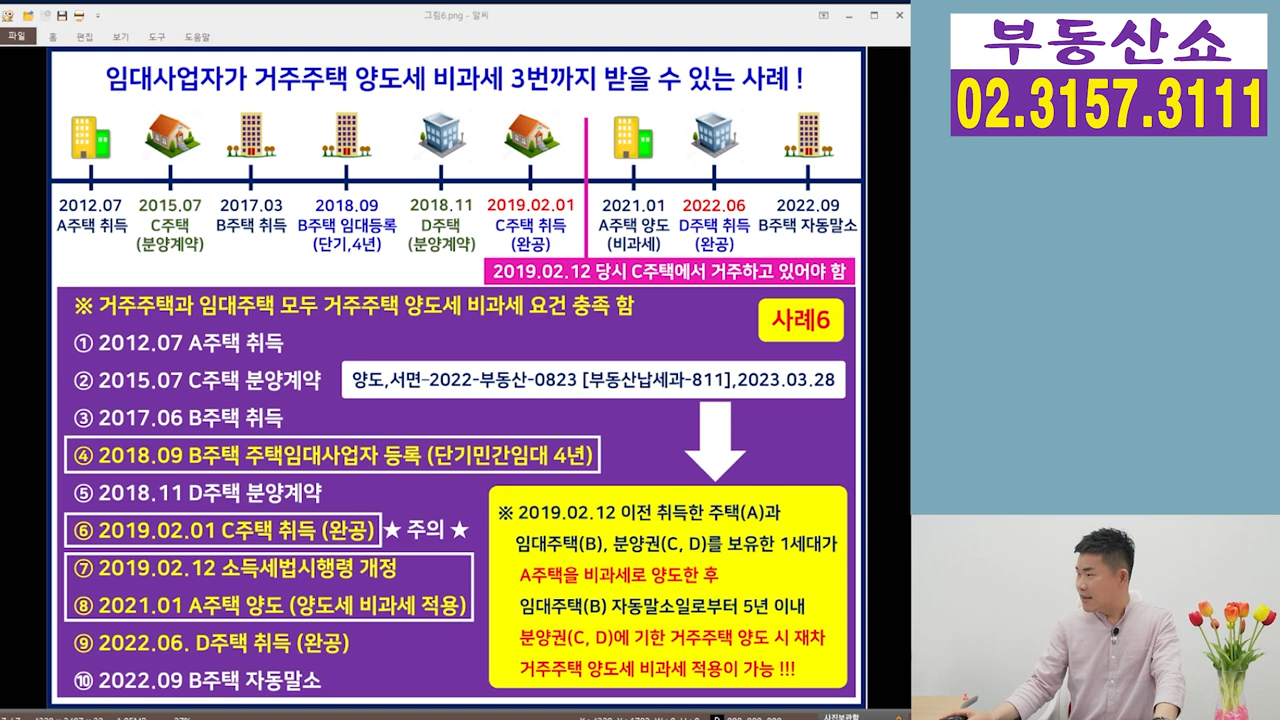 그림6.png - 알씨
파일 홈 편집 보기 도구 도움말
부동산쇼
02.3157.3111
임대사업자가 거주주택 양도세 비과세 3번까지 받을 수 있는 사례 !
2012.07
A주택 취득
2015.07
C주택
(분양계약)
2017.03
B주택 취득
2018.09
B주택 임대등록
(단기,4년)
2018.11
D주택
(분양계약)
2019.02.01
C주택 취득
(완공)
2021.01
A주택 양도
(비과세)
2022.06
D주택 취득
(완공)
2022.09
B주택 자동말소
2019.02.12 당시 C주택에서 거주하고 있어야 함
※ 거주주택과 임대주택 모두 거주주택 양도세 비과세 요건 충족 함
사례6
① 2012.07 A주택 취득
② 2015.07 C주택 분양계약
양도,서면–2022-부동산-0823 [부동산납세과-811],2023.03.28
③ 2017.06 B주택 취득
④ 2018.09 B주택 주택임대사업자 등록 (단기민간임대 4년)
⑤ 2018.11 D주택 분양계약
⑥ 2019.02.01 C주택 취득 (완공) ★ 주의 ★
⑦ 2019.02.12 소득세법시행령 개정
⑧ 2021.01 A주택 양도 (양도세 비과세 적용)
⑨ 2022.06. D주택 취득 (완공)
⑩ 2022.09 B주택 자동말소
※ 2019.02.12 이전 취득한 주택(A)과
임대주택(B), 분양권(C, D)를 보유한 1세대가
A주택을 비과세로 양도한 후
임대주택(B) 자동말소일로부터 5년 이내
분양권(C, D)에 기한 거주주택 양도 시 재차
거주주택 양도세 비과세 적용이 가능 !!!